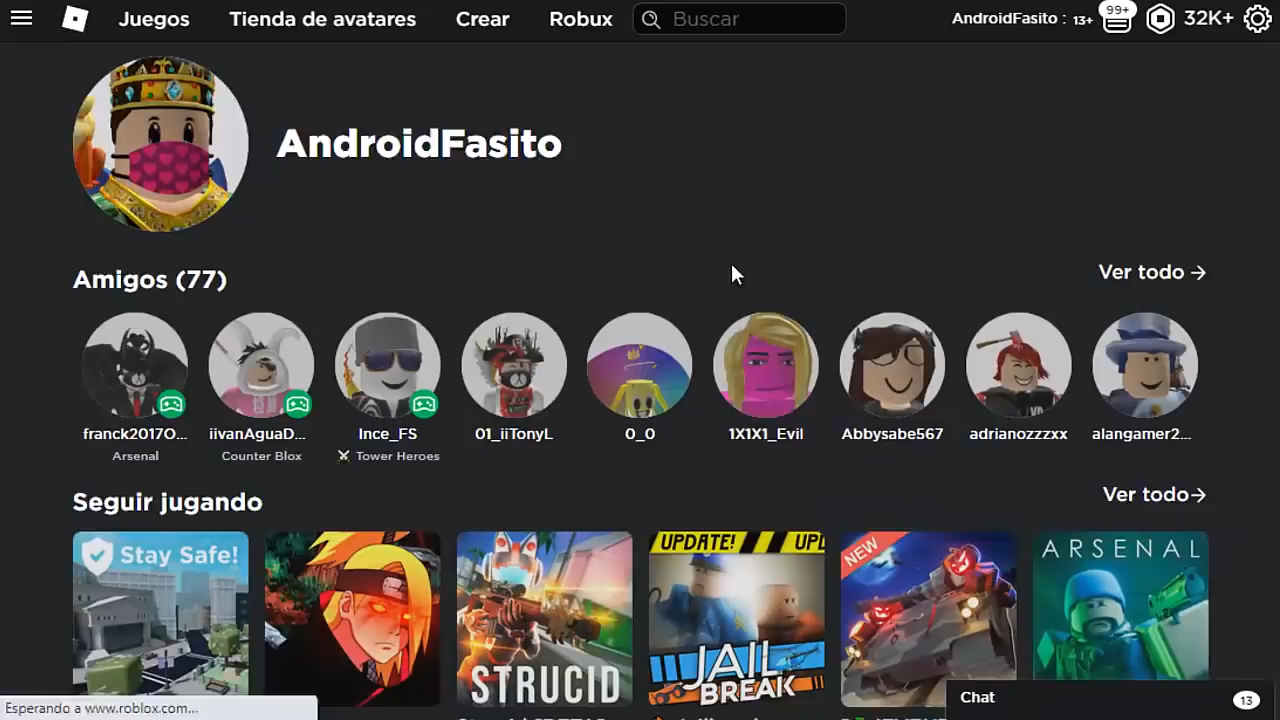 Juegos Tienda de avatares Crear Robux Buscar AndroidFasito : 13+ 99+ 32K+
AndroidFasito
Amigos (77) Ver todo →
franck2017O... iivanAguaD... Ince_FS 01_iiTonyL 0_0 1X1X1_Evil Abbysabe567 adrianozzzxx alangamer2...
Arsenal Counter Blox Tower Heroes
Seguir jugando Ver todo→
Stay Safe! UPDATE! UPD NEW ARSENAL
STRUCID JAIL BREAK
Chat 13
Esperando a www.roblox.com...